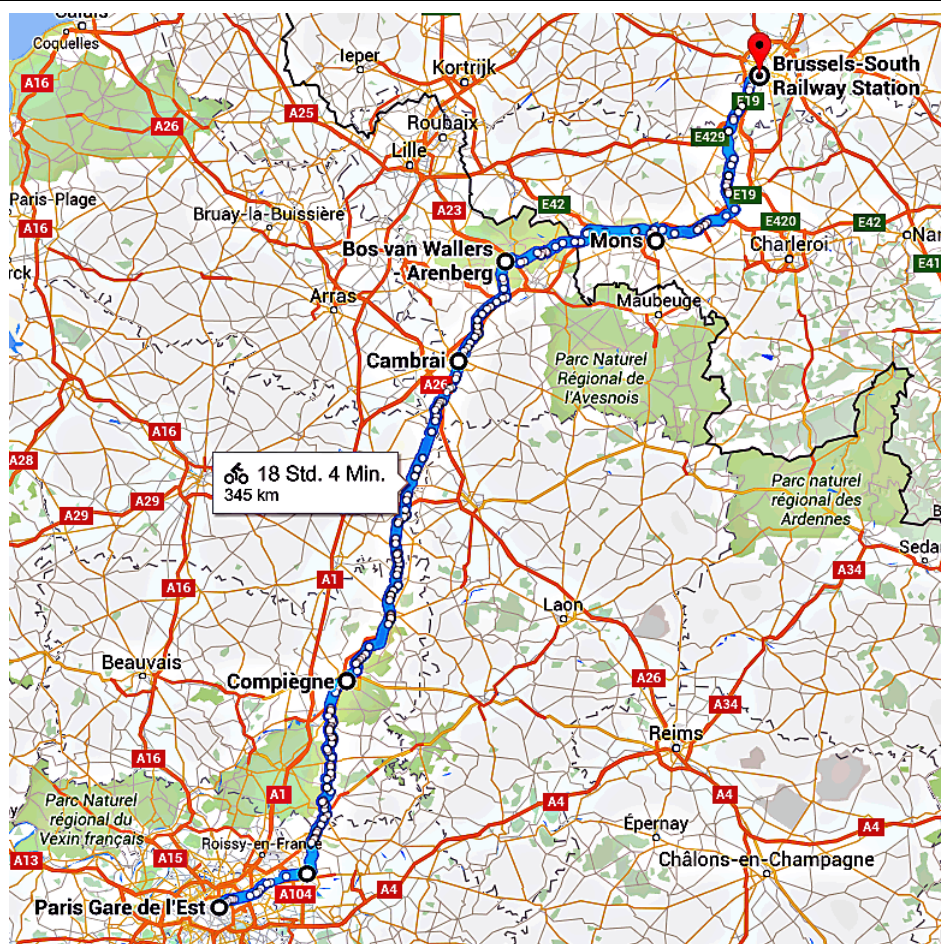 Calais
Coquelles
Ieper
Kortrijk
Brussels-South
Railway Station
A16
A25
E19
A26
Roubaix
E429
Lille
Paris-Plage
E19
A23
E42
Bruay-la-Buissière
A16
E420
E42
Mons
Bos van Wallers
- Arenberg
Charleroi
E41
Arras
Maubeuge
Parc Naturel
Régional de
l'Avesnois
Cambrai
A26
A16
A28
18 Std. 4 Min.
345 km
Parc naturel
régional des
Ardennes
A29
A29
A1
A34
A16
Laon
Beauvais
Compiègne
A26
A34
Reims
A16
A1
A4
A4
Parc Naturel
régional du
Vexin français
Épernay
A4
Roissy-en-France
A13
A15
Châlons-en-Champagne
A104
A4
Paris Gare de l'Est